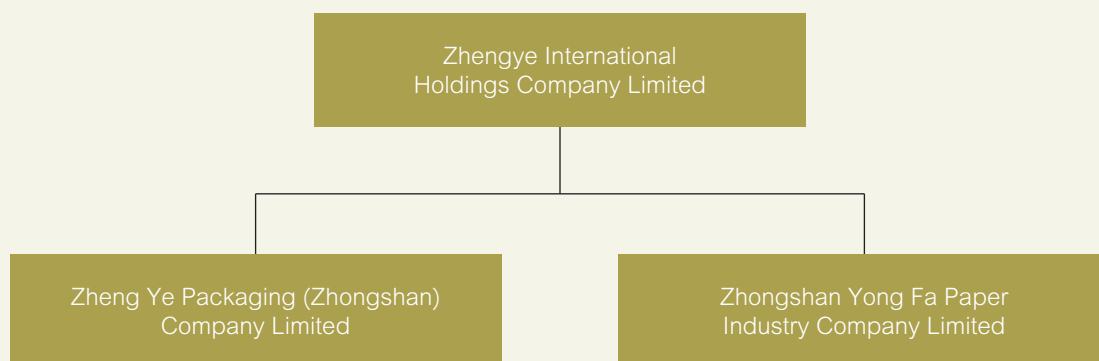 Zhengye International
Holdings Company Limited
Zheng Ye Packaging (Zhongshan)
Company Limited
Zhongshan Yong Fa Paper
Industry Company Limited